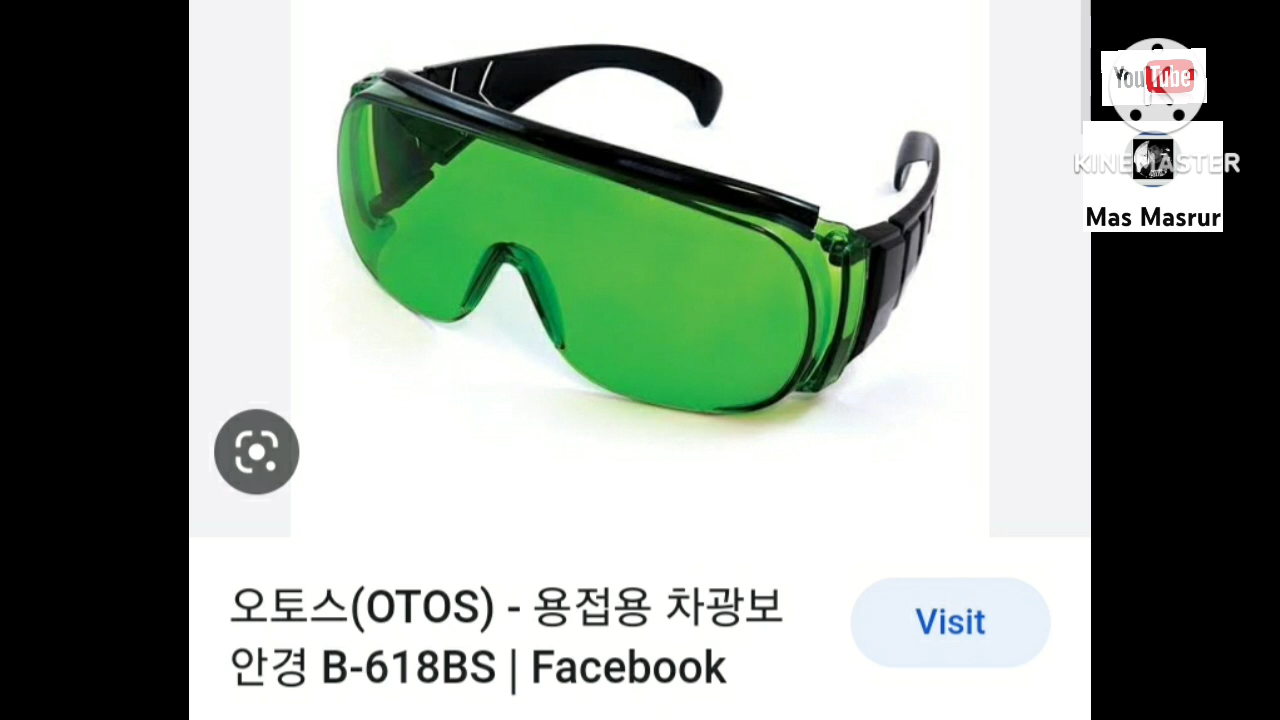 YouTube
KINEMASTER
Mas Masrur
오토스(OTOS) - 용접용 차광보
안경 B-618BS | Facebook
Visit